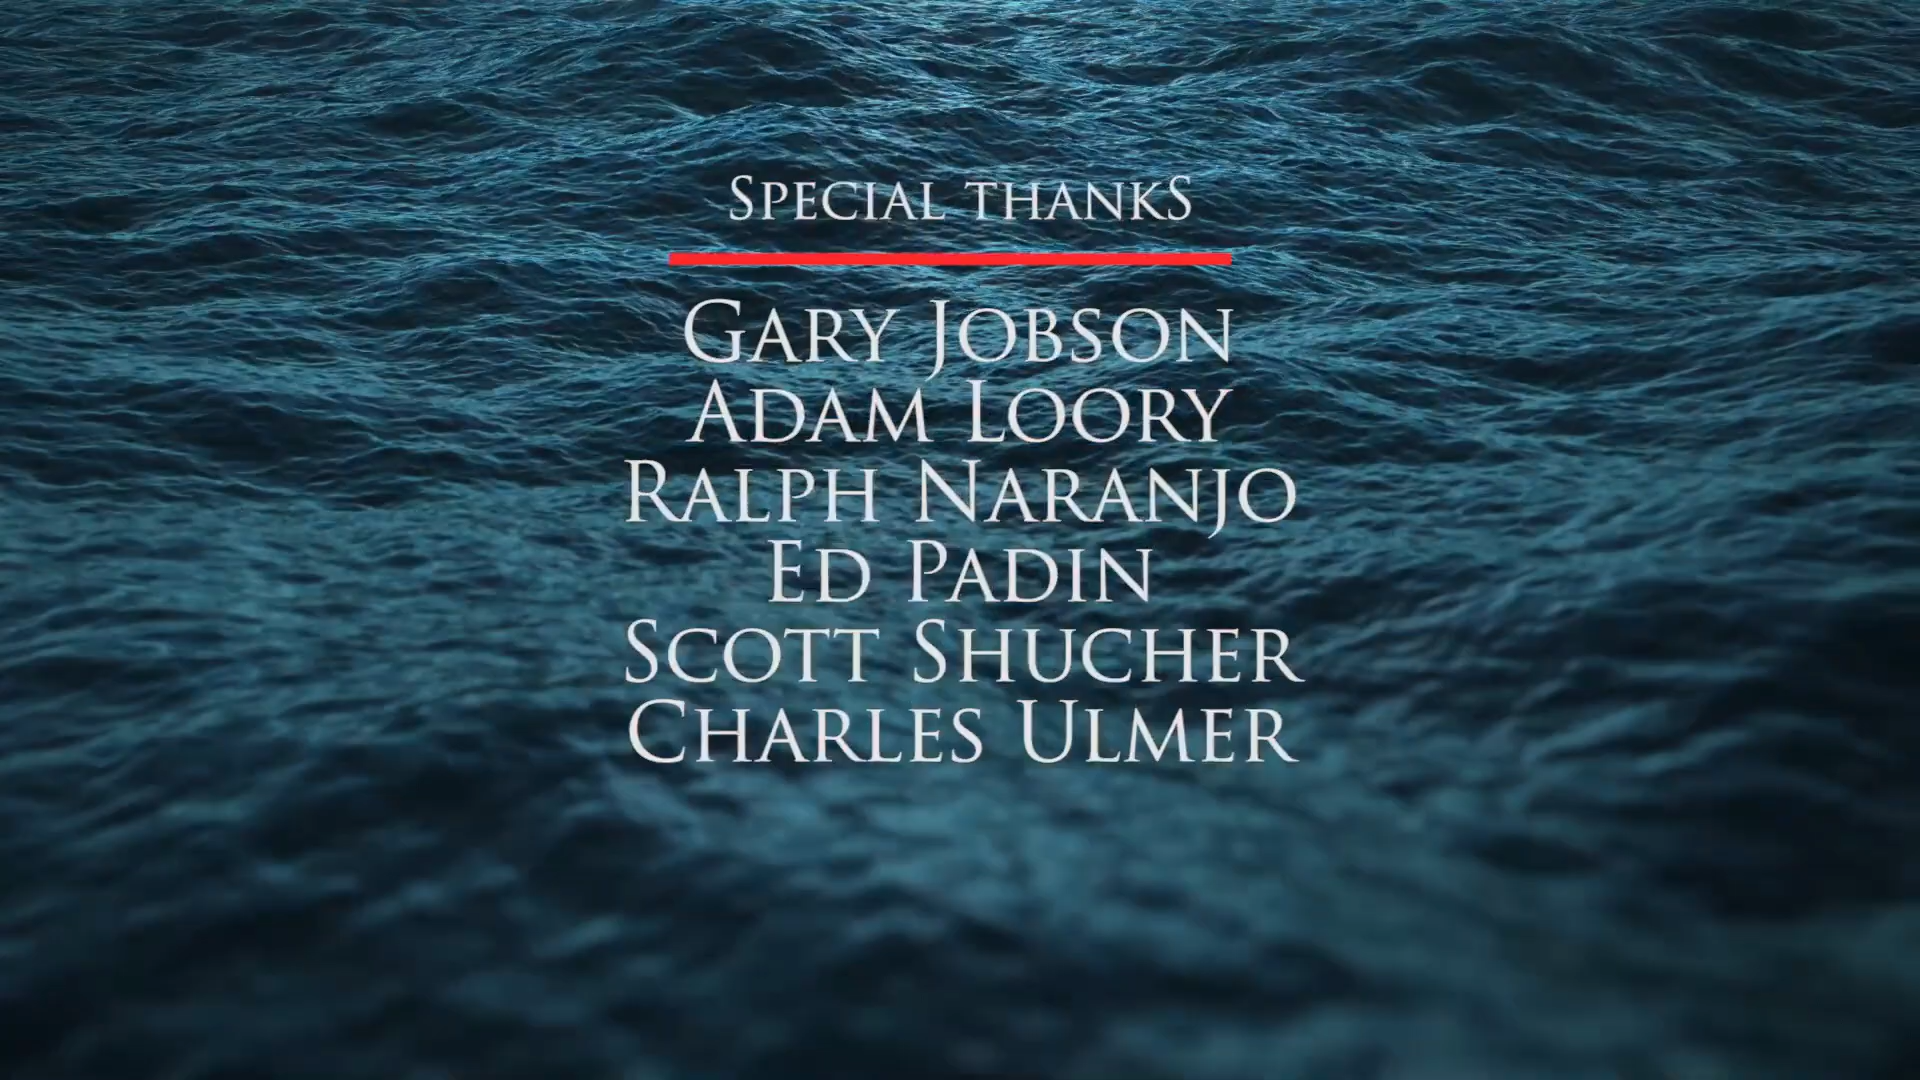 Special thankS
Gary Jobson
Adam Loory
Ralph Naranjo
Ed Padin
Scott Shucher
Charles Ulmer